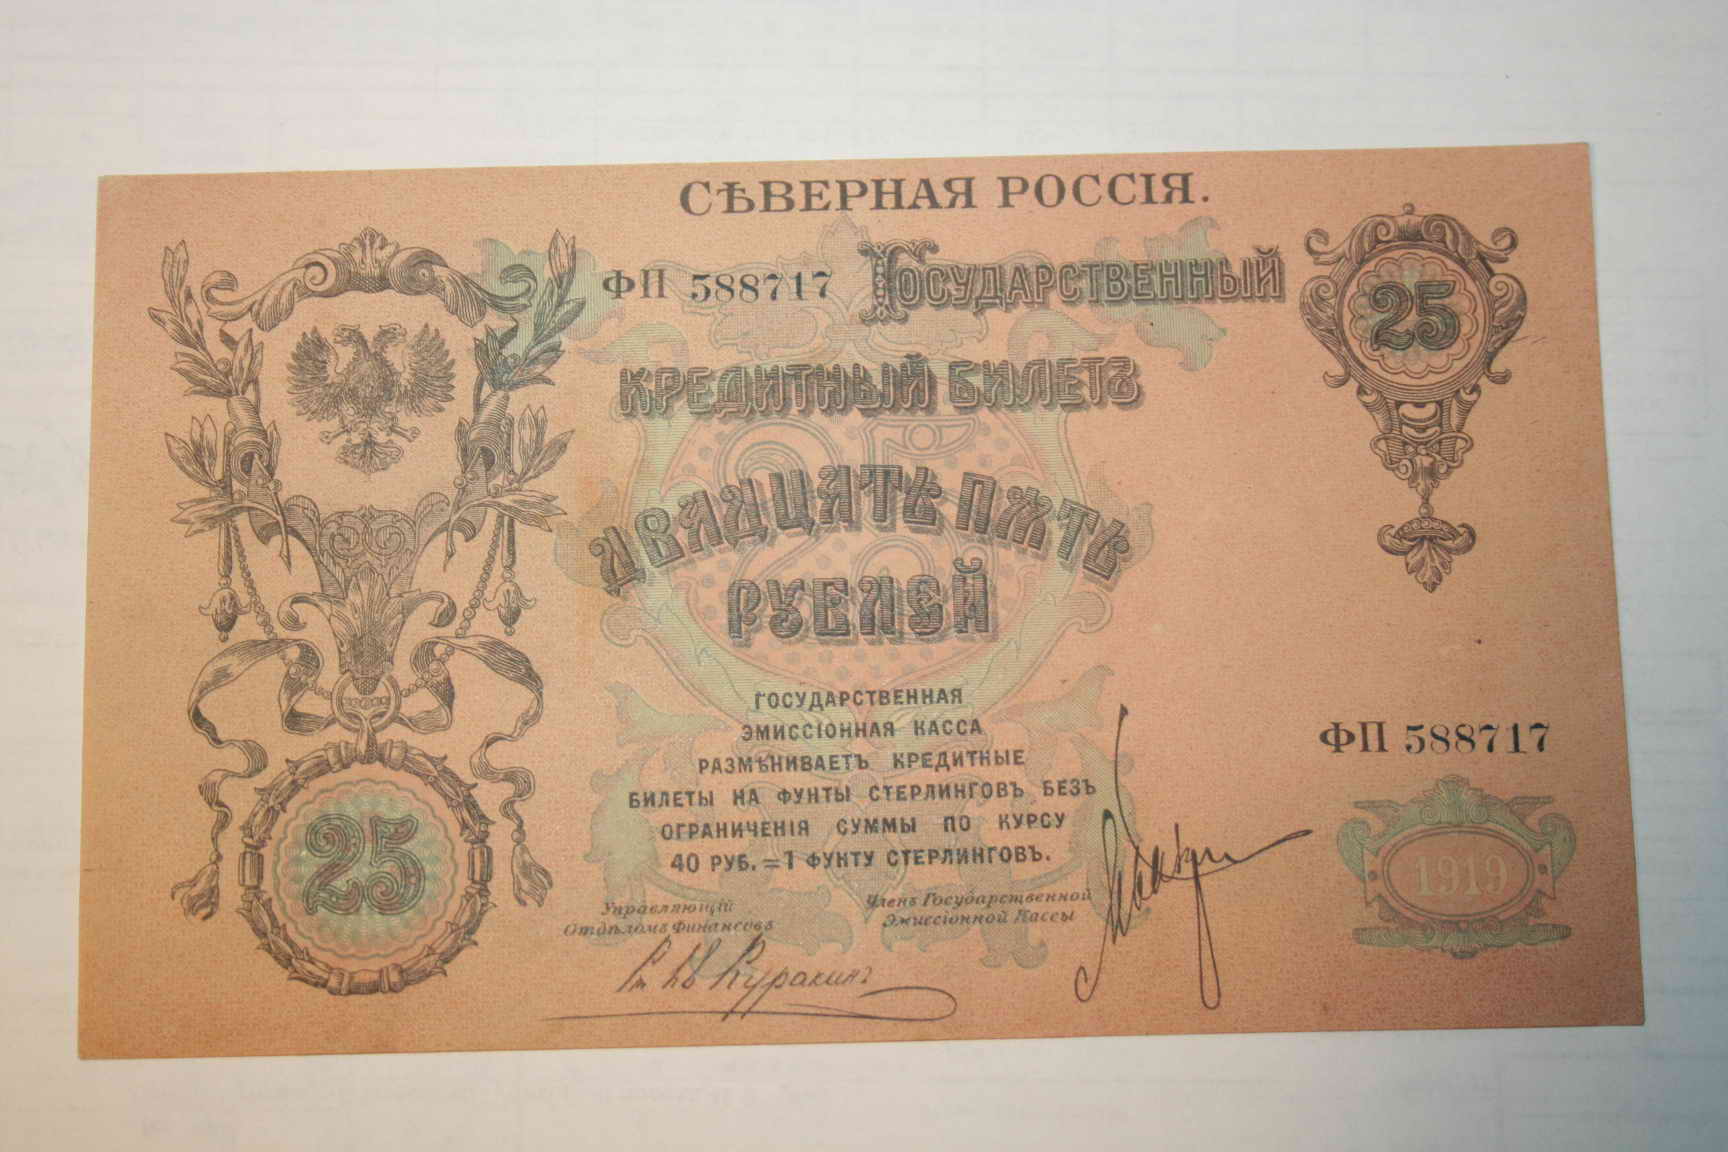 СѢВЕРНАЯ РОССІЯ.
ФП 588717
ГОСУДАРСТВЕННЫЙ
25
КРЕДИТНЫЙ БИЛЕТЪ
25
ДВАДЦАТЬ ПЯТЬ
РУБЛЕЙ
ГОСУДАРСТВЕННАЯ
ЭМИССІОННАЯ КАССА
РАЗМѢНИВАЕТЪ КРЕДИТНЫЕ
БИЛЕТЫ НА ФУНТЫ СТЕРЛИНГОВЪ БЕЗЪ
ОГРАНИЧЕНІЯ СУММЫ ПО КУРСУ
40 РУБ.=1 ФУНТУ СТЕРЛИНГОВЪ.
ФП 588717
25
1919
Управляющій
Отдѣломъ Финансовъ
Членъ Государственной
Эмиссіонной Кассы
Куракинъ